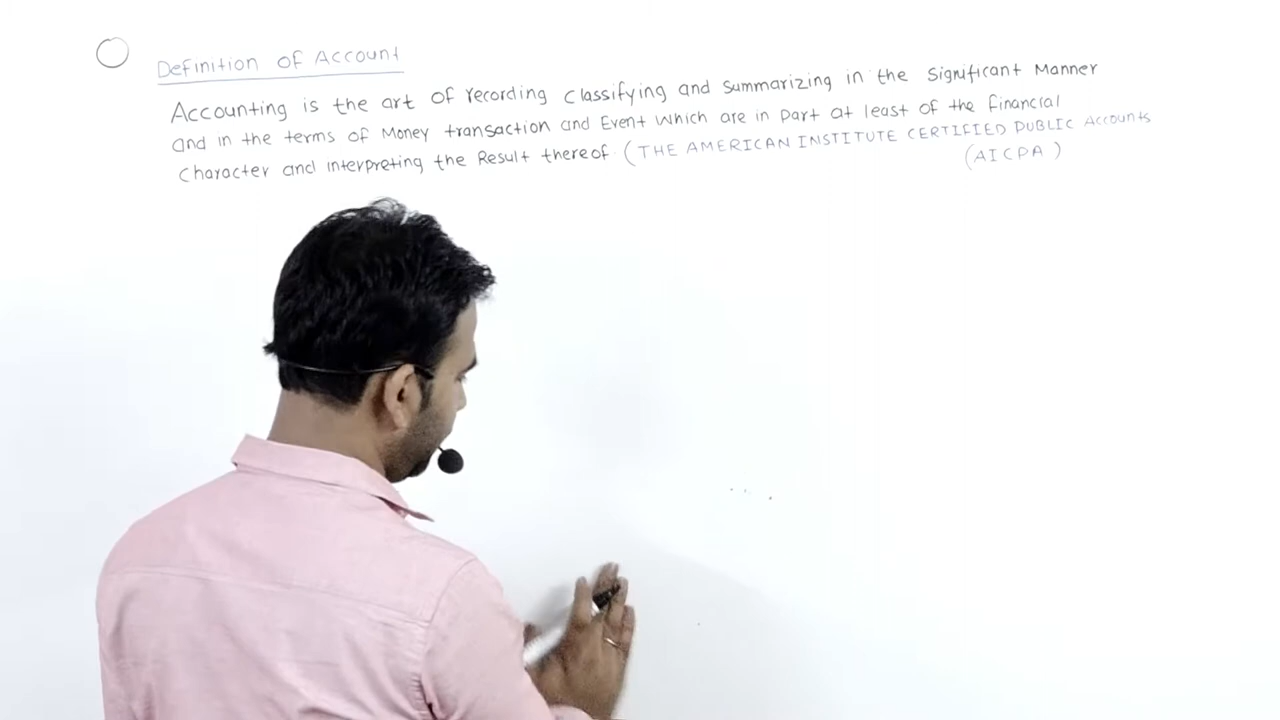 Definition of Account
Accounting is the art of recording classifying and summarizing in the significant Manner
and in the terms of Money transaction and Event which are in Part at least of the financial
character and interpreting the Result thereof (THE AMERICAN INSTITUTE CERTIFIED PUBLIC Accounts
(AICPA)